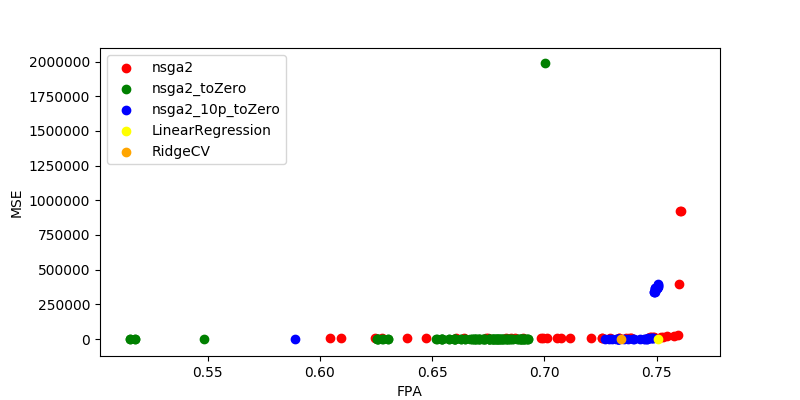 2000000
1750000
1500000
1250000
1000000
750000
500000
250000
0
MSE
nsga2
nsga2_toZero
nsga2_10p_toZero
LinearRegression
RidgeCV
0.55 0.60 0.65 0.70 0.75
FPA